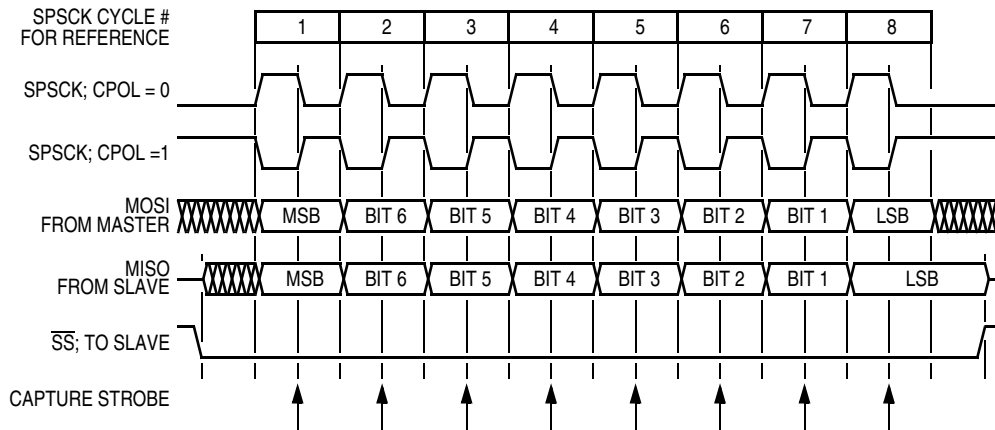 SPSCK CYCLE #
FOR REFERENCE
1 2 3 4 5 6 7 8
SPSCK; CPOL = 0
SPSCK; CPOL =1
MOSI
FROM MASTER
MSB BIT 6 BIT 5 BIT 4 BIT 3 BIT 2 BIT 1 LSB
MISO
FROM SLAVE
MSB BIT 6 BIT 5 BIT 4 BIT 3 BIT 2 BIT 1 LSB
SS; TO SLAVE
CAPTURE STROBE